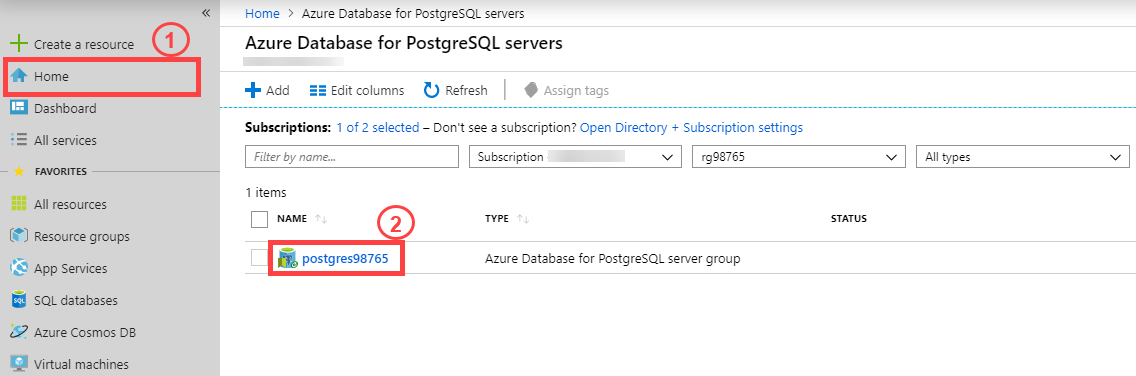 «
Create a resource
1
Home
Dashboard
All services
FAVORITES
All resources
Resource groups
App Services
SQL databases
Azure Cosmos DB
Virtual machines
Home > Azure Database for PostgreSQL servers
Azure Database for PostgreSQL servers
Add Edit columns Refresh Assign tags
Subscriptions: 1 of 2 selected – Don't see a subscription? Open Directory + Subscription settings
Filter by name... Subscription rg98765 All types
1 items
NAME TYPE STATUS
2
postgres98765 Azure Database for PostgreSQL server group